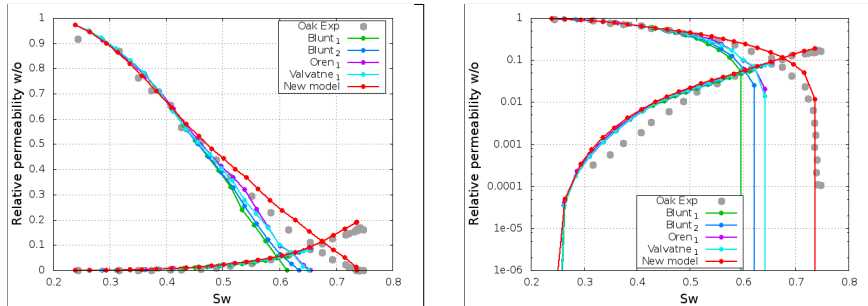 Relative permeability w/o
1
0.9
0.8
0.7
0.6
0.5
0.4
0.3
0.2
0.1
0
0.2 0.3 0.4 0.5 0.6 0.7 0.8
Sw
Oak Exp
Blunt1
Blunt2
Oren1
Valvatne1
New model
Relative permeability w/o
1
0.1
0.01
0.001
0.0001
1e-05
1e-06
0.2 0.3 0.4 0.5 0.6 0.7 0.8
Sw
Oak Exp
Blunt1
Blunt2
Oren1
Valvatne1
New model